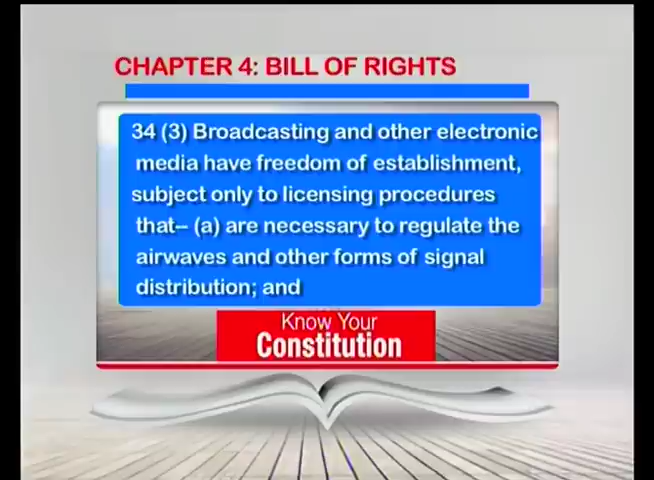 CHAPTER 4: BILL OF RIGHTS
34 (3) Broadcasting and other electronic
media have freedom of establishment,
subject only to licensing procedures
that-- (a) are necessary to regulate the
airwaves and other forms of signal
distribution; and
Know Your
Constitution